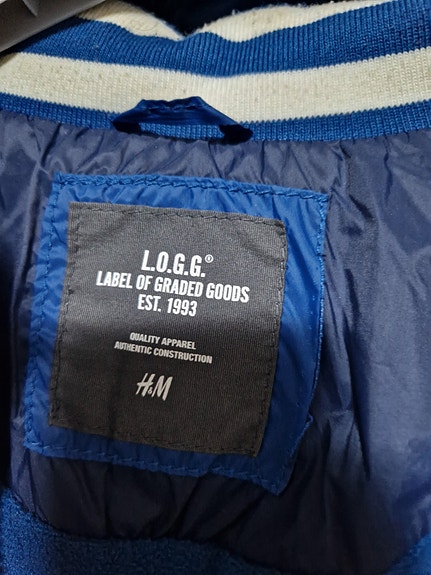 L.O.G.G.®
LABEL OF GRADED GOODS
EST. 1993
QUALITY APPAREL
AUTHENTIC CONSTRUCTION
H&M